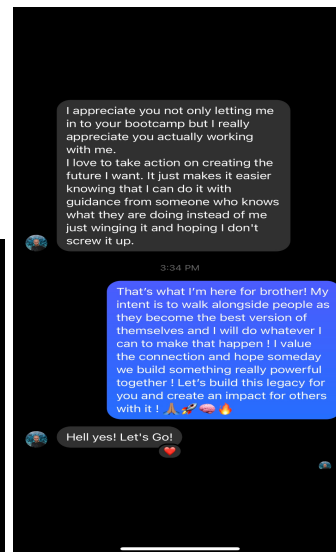 I appreciate you not only letting me
in to your bootcamp but I really
appreciate you actually working
with me.
I love to take action on creating the
future I want. It just makes it easier
knowing that I can do it with
guidance from someone who knows
what they are doing instead of me
just winging it and hoping I don't
screw it up.
3:34 PM
That's what I'm here for brother! My
intent is to walk alongside people as
they become the best version of
themselves and I will do whatever I
can to make that happen ! I value
the connection and hope someday
we build something really powerful
together ! Let's build this legacy for
you and create an impact for others
with it ! 🙏🏽 🚀 🧠 🔥
Hell yes! Let's Go!
❤️